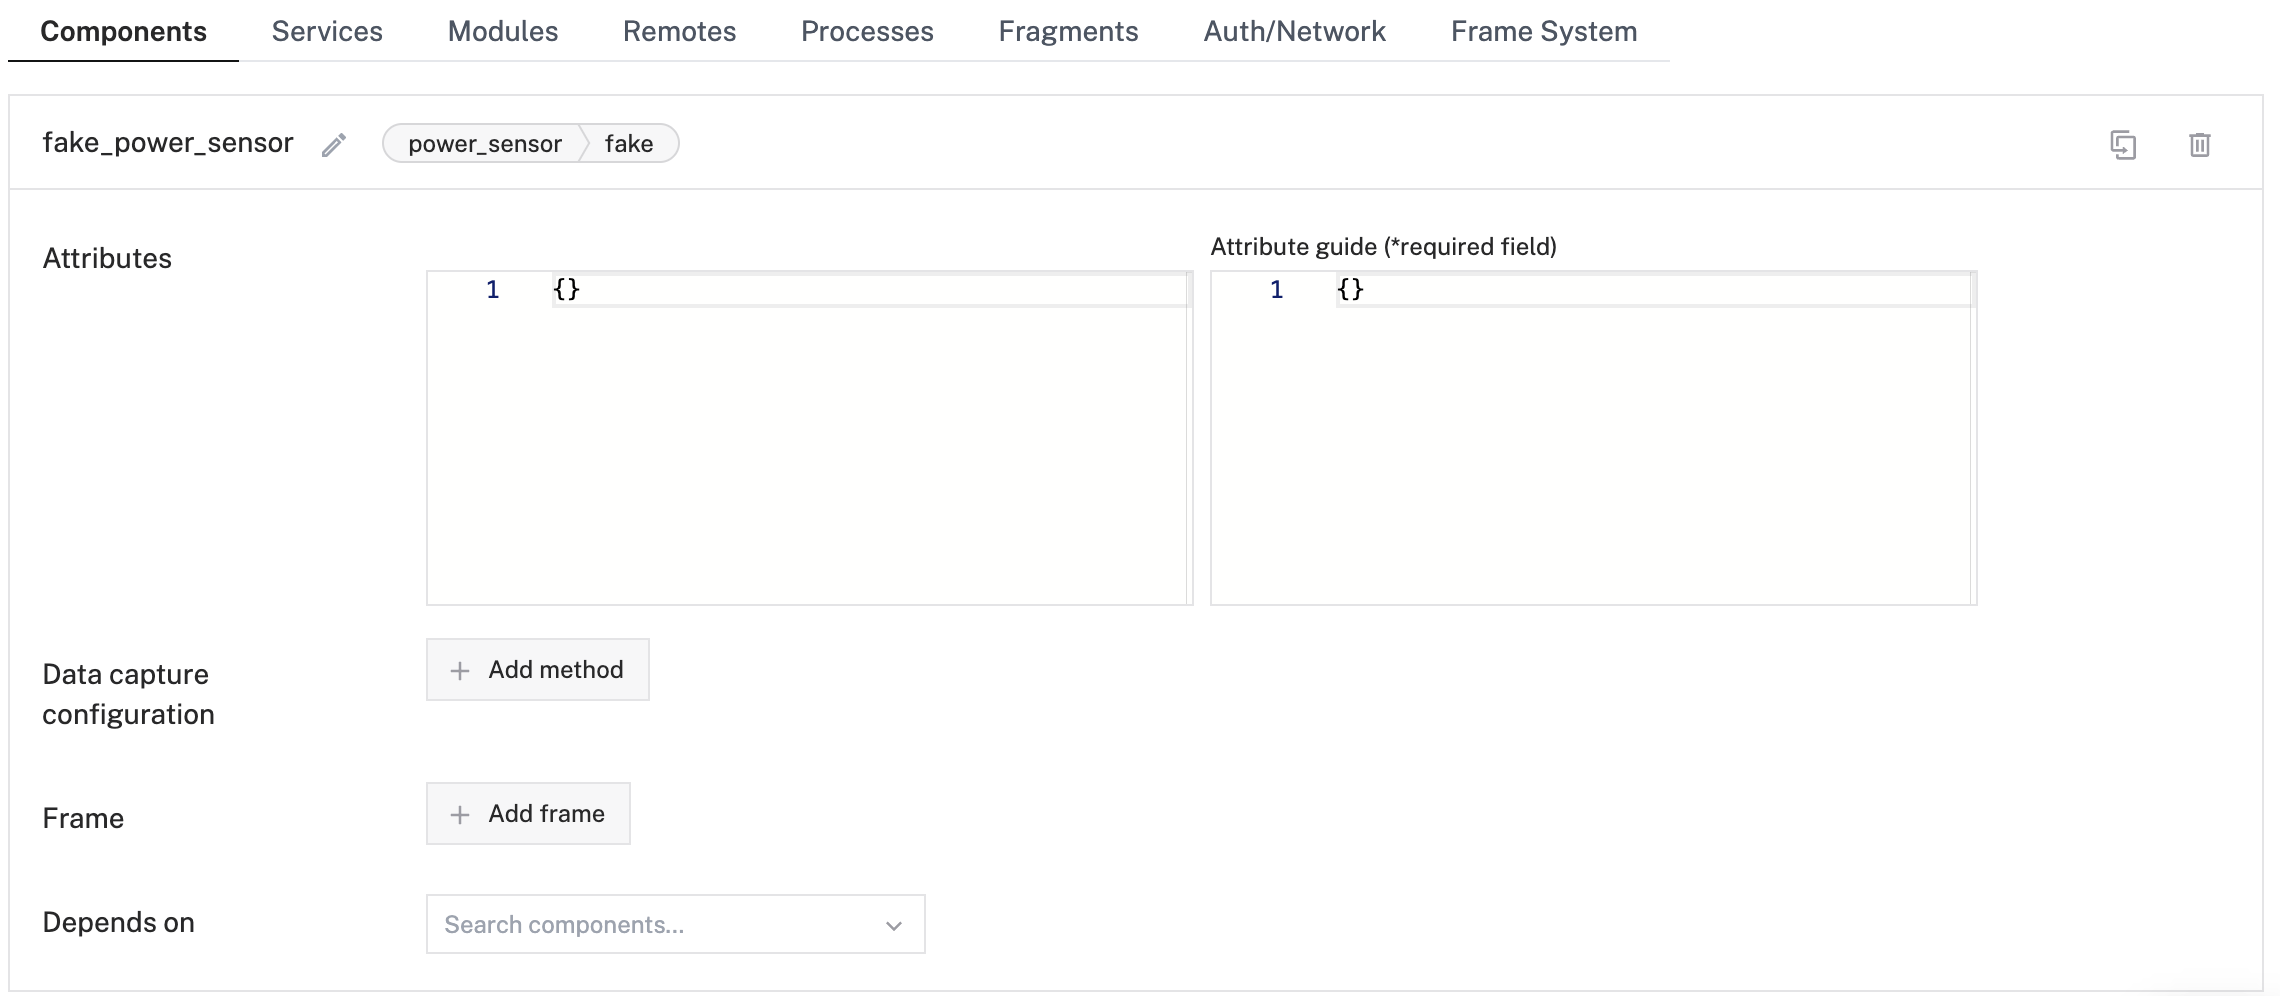 Components Services Modules Remotes Processes Fragments Auth/Network Frame System
fake_power_sensor power_sensor fake
Attributes
Attribute guide (*required field)
1 {}
1 {}
Data capture
configuration
Add method
Frame
Add frame
Depends on
Search components...